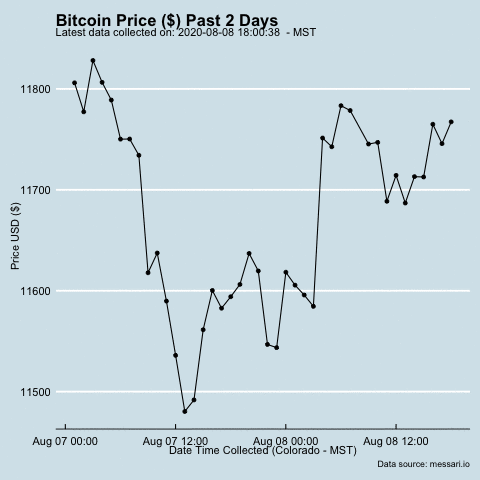 Bitcoin Price ($) Past 2 Days
Latest data collected on: 2020-08-08 18:00:38  - MST
Price USD ($)
11800
11700
11600
11500
Aug 07 00:00 Aug 07 12:00 Aug 08 00:00 Aug 08 12:00
Date Time Collected (Colorado - MST)
Data source: messari.io